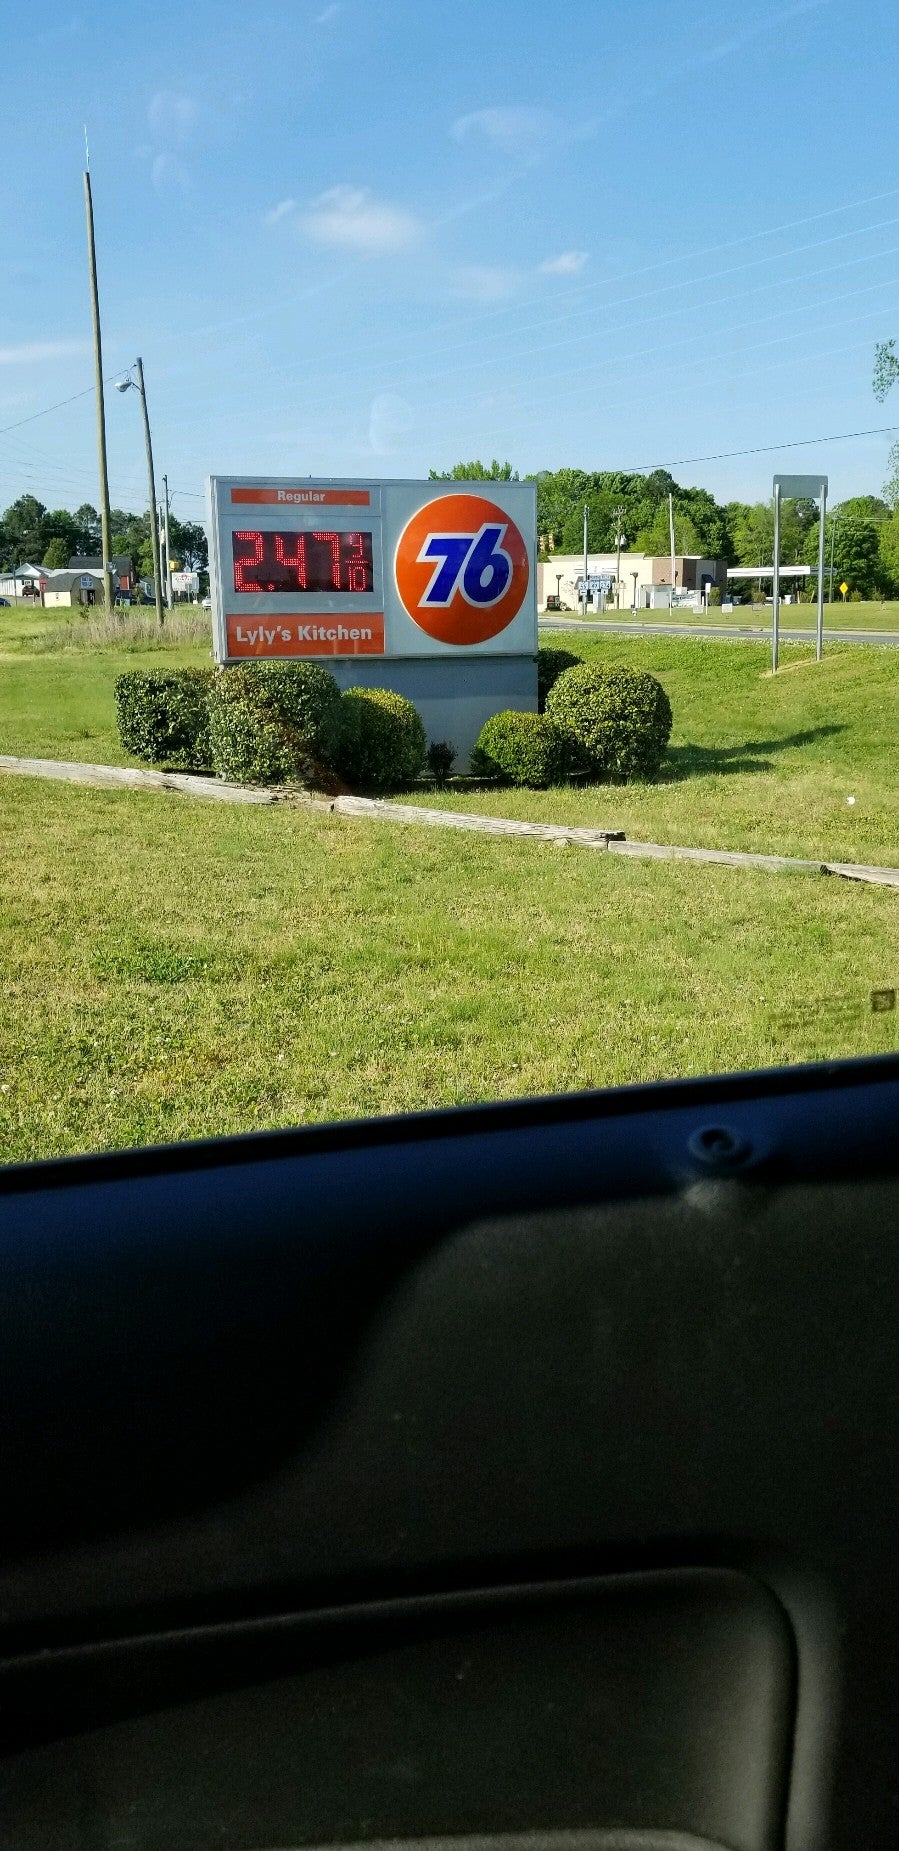 Regular
2.47 9/10
76
Lyly's Kitchen